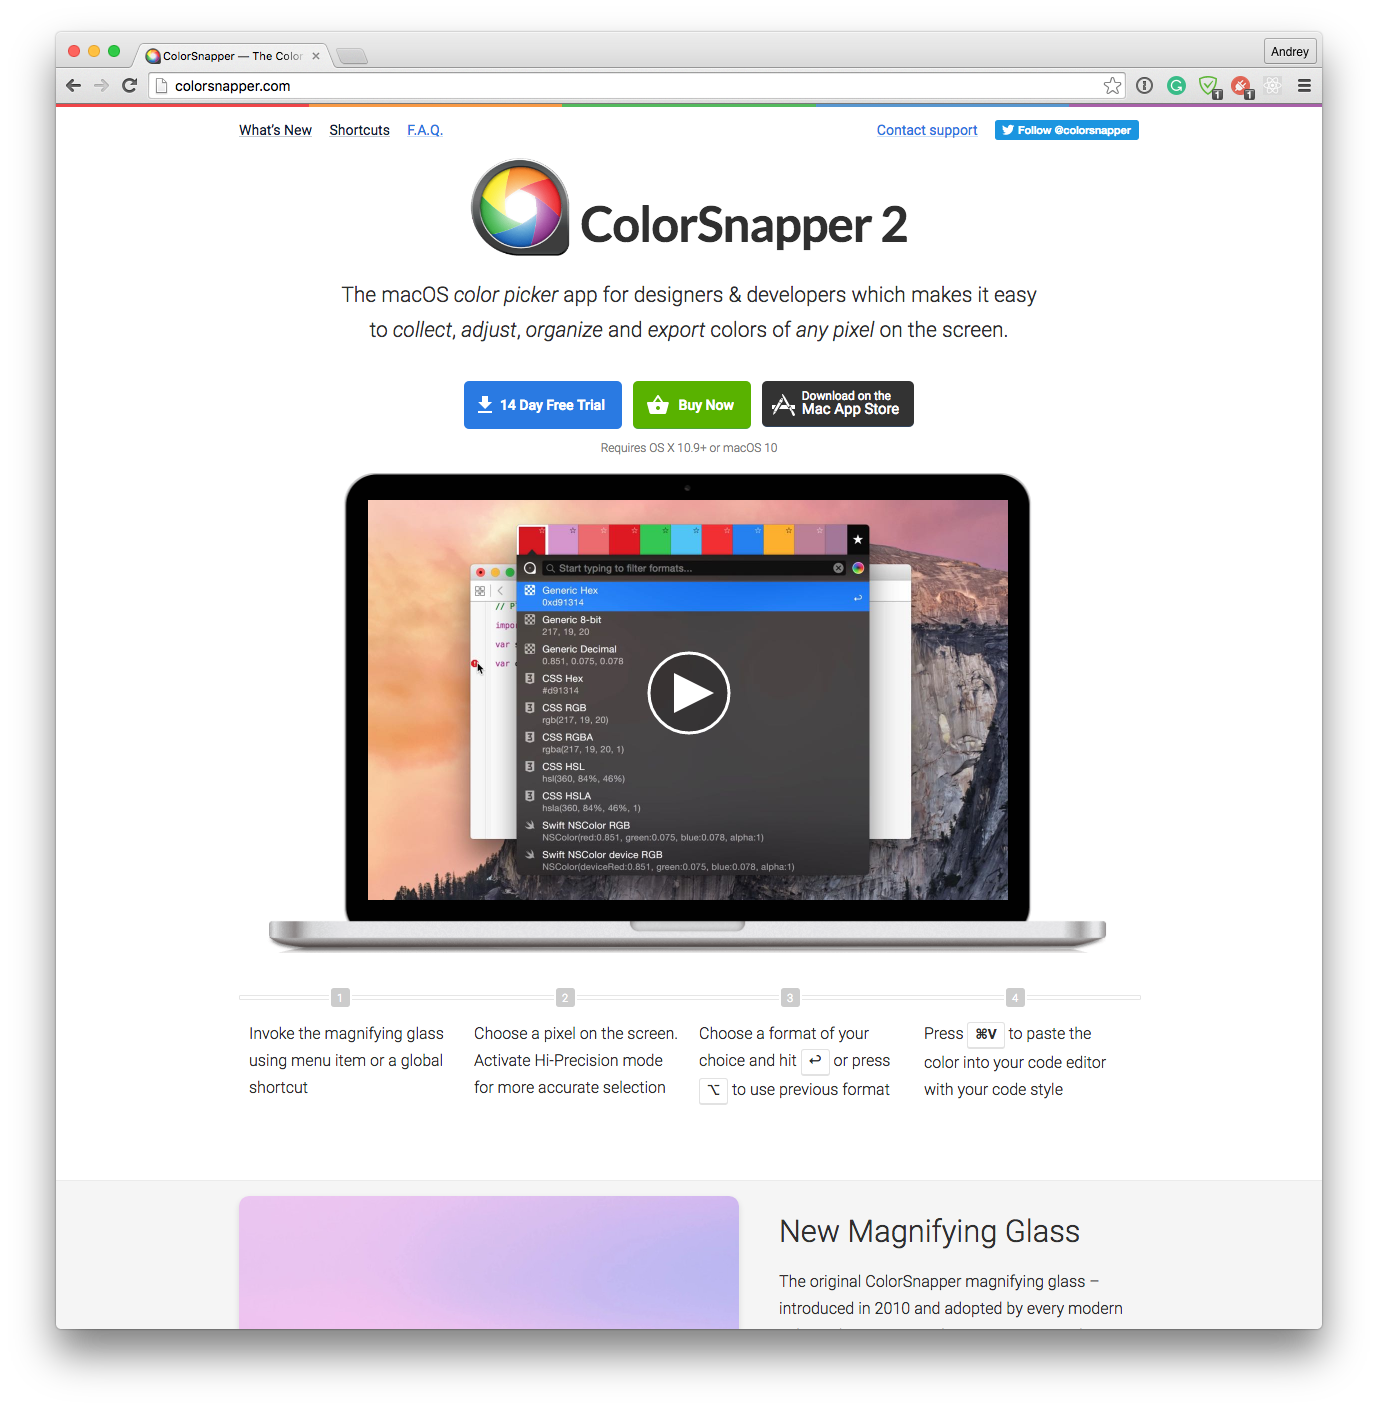 ColorSnapper — The Color
Andrey
colorsnapper.com
1
1
What's New
Shortcuts
F.A.Q.
Contact support
Follow @colorsnapper
ColorSnapper 2
The macOS color picker app for designers & developers which makes it easy
to collect, adjust, organize and export colors of any pixel on the screen.
14 Day Free Trial
Buy Now
Download on the
Mac App Store
Requires OS X 10.9+ or macOS 10
Start typing to filter formats...
Generic Hex
0xd91314
Generic 8-bit
217, 19, 20
Generic Decimal
0.851, 0.075, 0.078
CSS Hex
#d91314
CSS RGB
rgb(217, 19, 20)
CSS RGBA
rgba(217, 19, 20, 1)
CSS HSL
hsl(360, 84%, 46%)
CSS HSLA
hsla(360, 84%, 46%, 1)
Swift NSColor RGB
NSColor(red:0.851, green:0.075, blue:0.078, alpha:1)
Swift NSColor device RGB
NSColor(deviceRed:0.851, green:0.075, blue:0.078, alpha:1)
// P
impor
var
var
1
Invoke the magnifying glass
using menu item or a global
shortcut
2
Choose a pixel on the screen.
Activate Hi-Precision mode
for more accurate selection
3
Choose a format of your
choice and hit ↩ or press
⌥ to use previous format
4
Press ⌘V to paste the
color into your code editor
with your code style
New Magnifying Glass
The original ColorSnapper magnifying glass –
introduced in 2010 and adopted by every modern